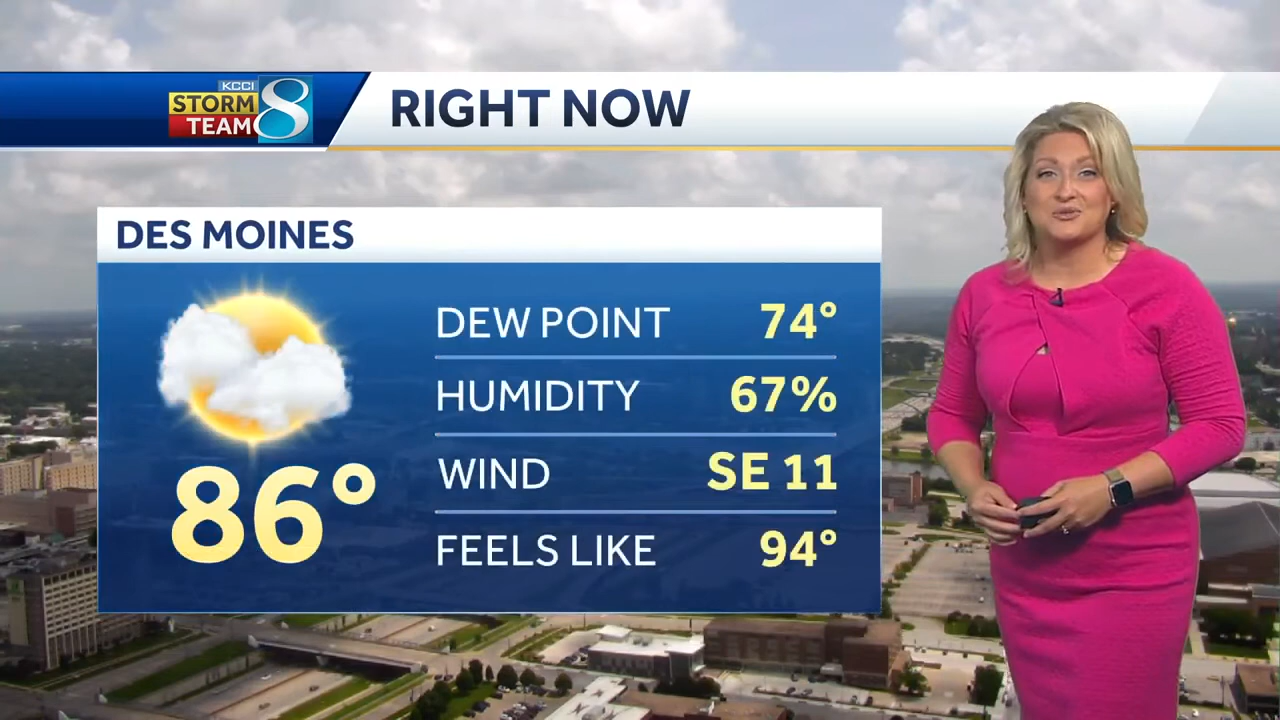 KCCI
STORM
TEAM 8
RIGHT NOW
DES MOINES
86°
DEW POINT 74°
HUMIDITY 67%
WIND SE 11
FEELS LIKE 94°